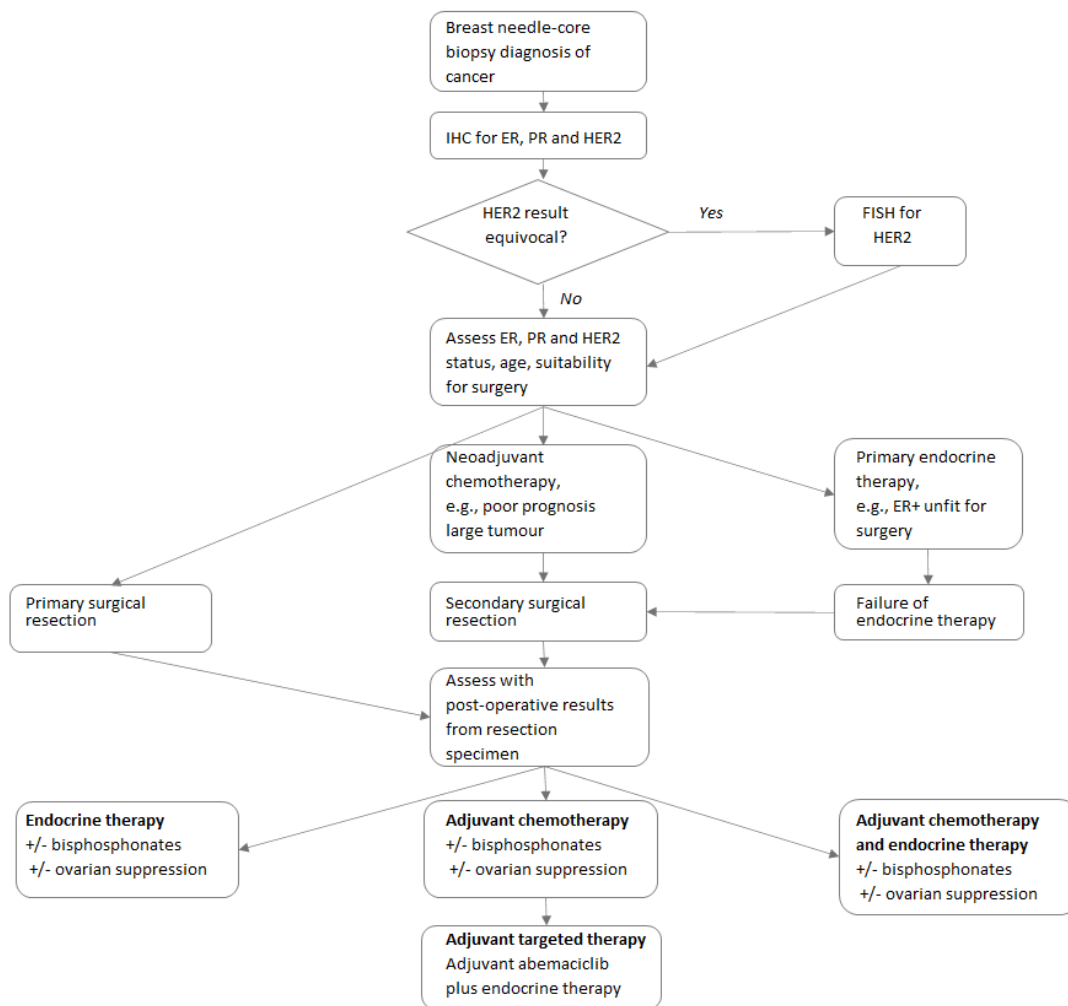 Breast needle-core
biopsy diagnosis of
cancer
IHC for ER, PR and HER2
HER2 result
equivocal?
Yes
FISH for
HER2
No
Assess ER, PR and HER2
status, age, suitability
for surgery
Neoadjuvant
chemotherapy,
e.g., poor prognosis
large tumour
Primary endocrine
therapy,
e.g., ER+ unfit for
surgery
Primary surgical
resection
Secondary surgical
resection
Failure of
endocrine therapy
Assess with
post-operative results
from resection
specimen
Endocrine therapy
+/- bisphosphonates
+/- ovarian suppression
Adjuvant chemotherapy
+/- bisphosphonates
+/- ovarian suppression
Adjuvant chemotherapy
and endocrine therapy
+/- bisphosphonates
+/- ovarian suppression
Adjuvant targeted therapy
Adjuvant abemaciclib
plus endocrine therapy